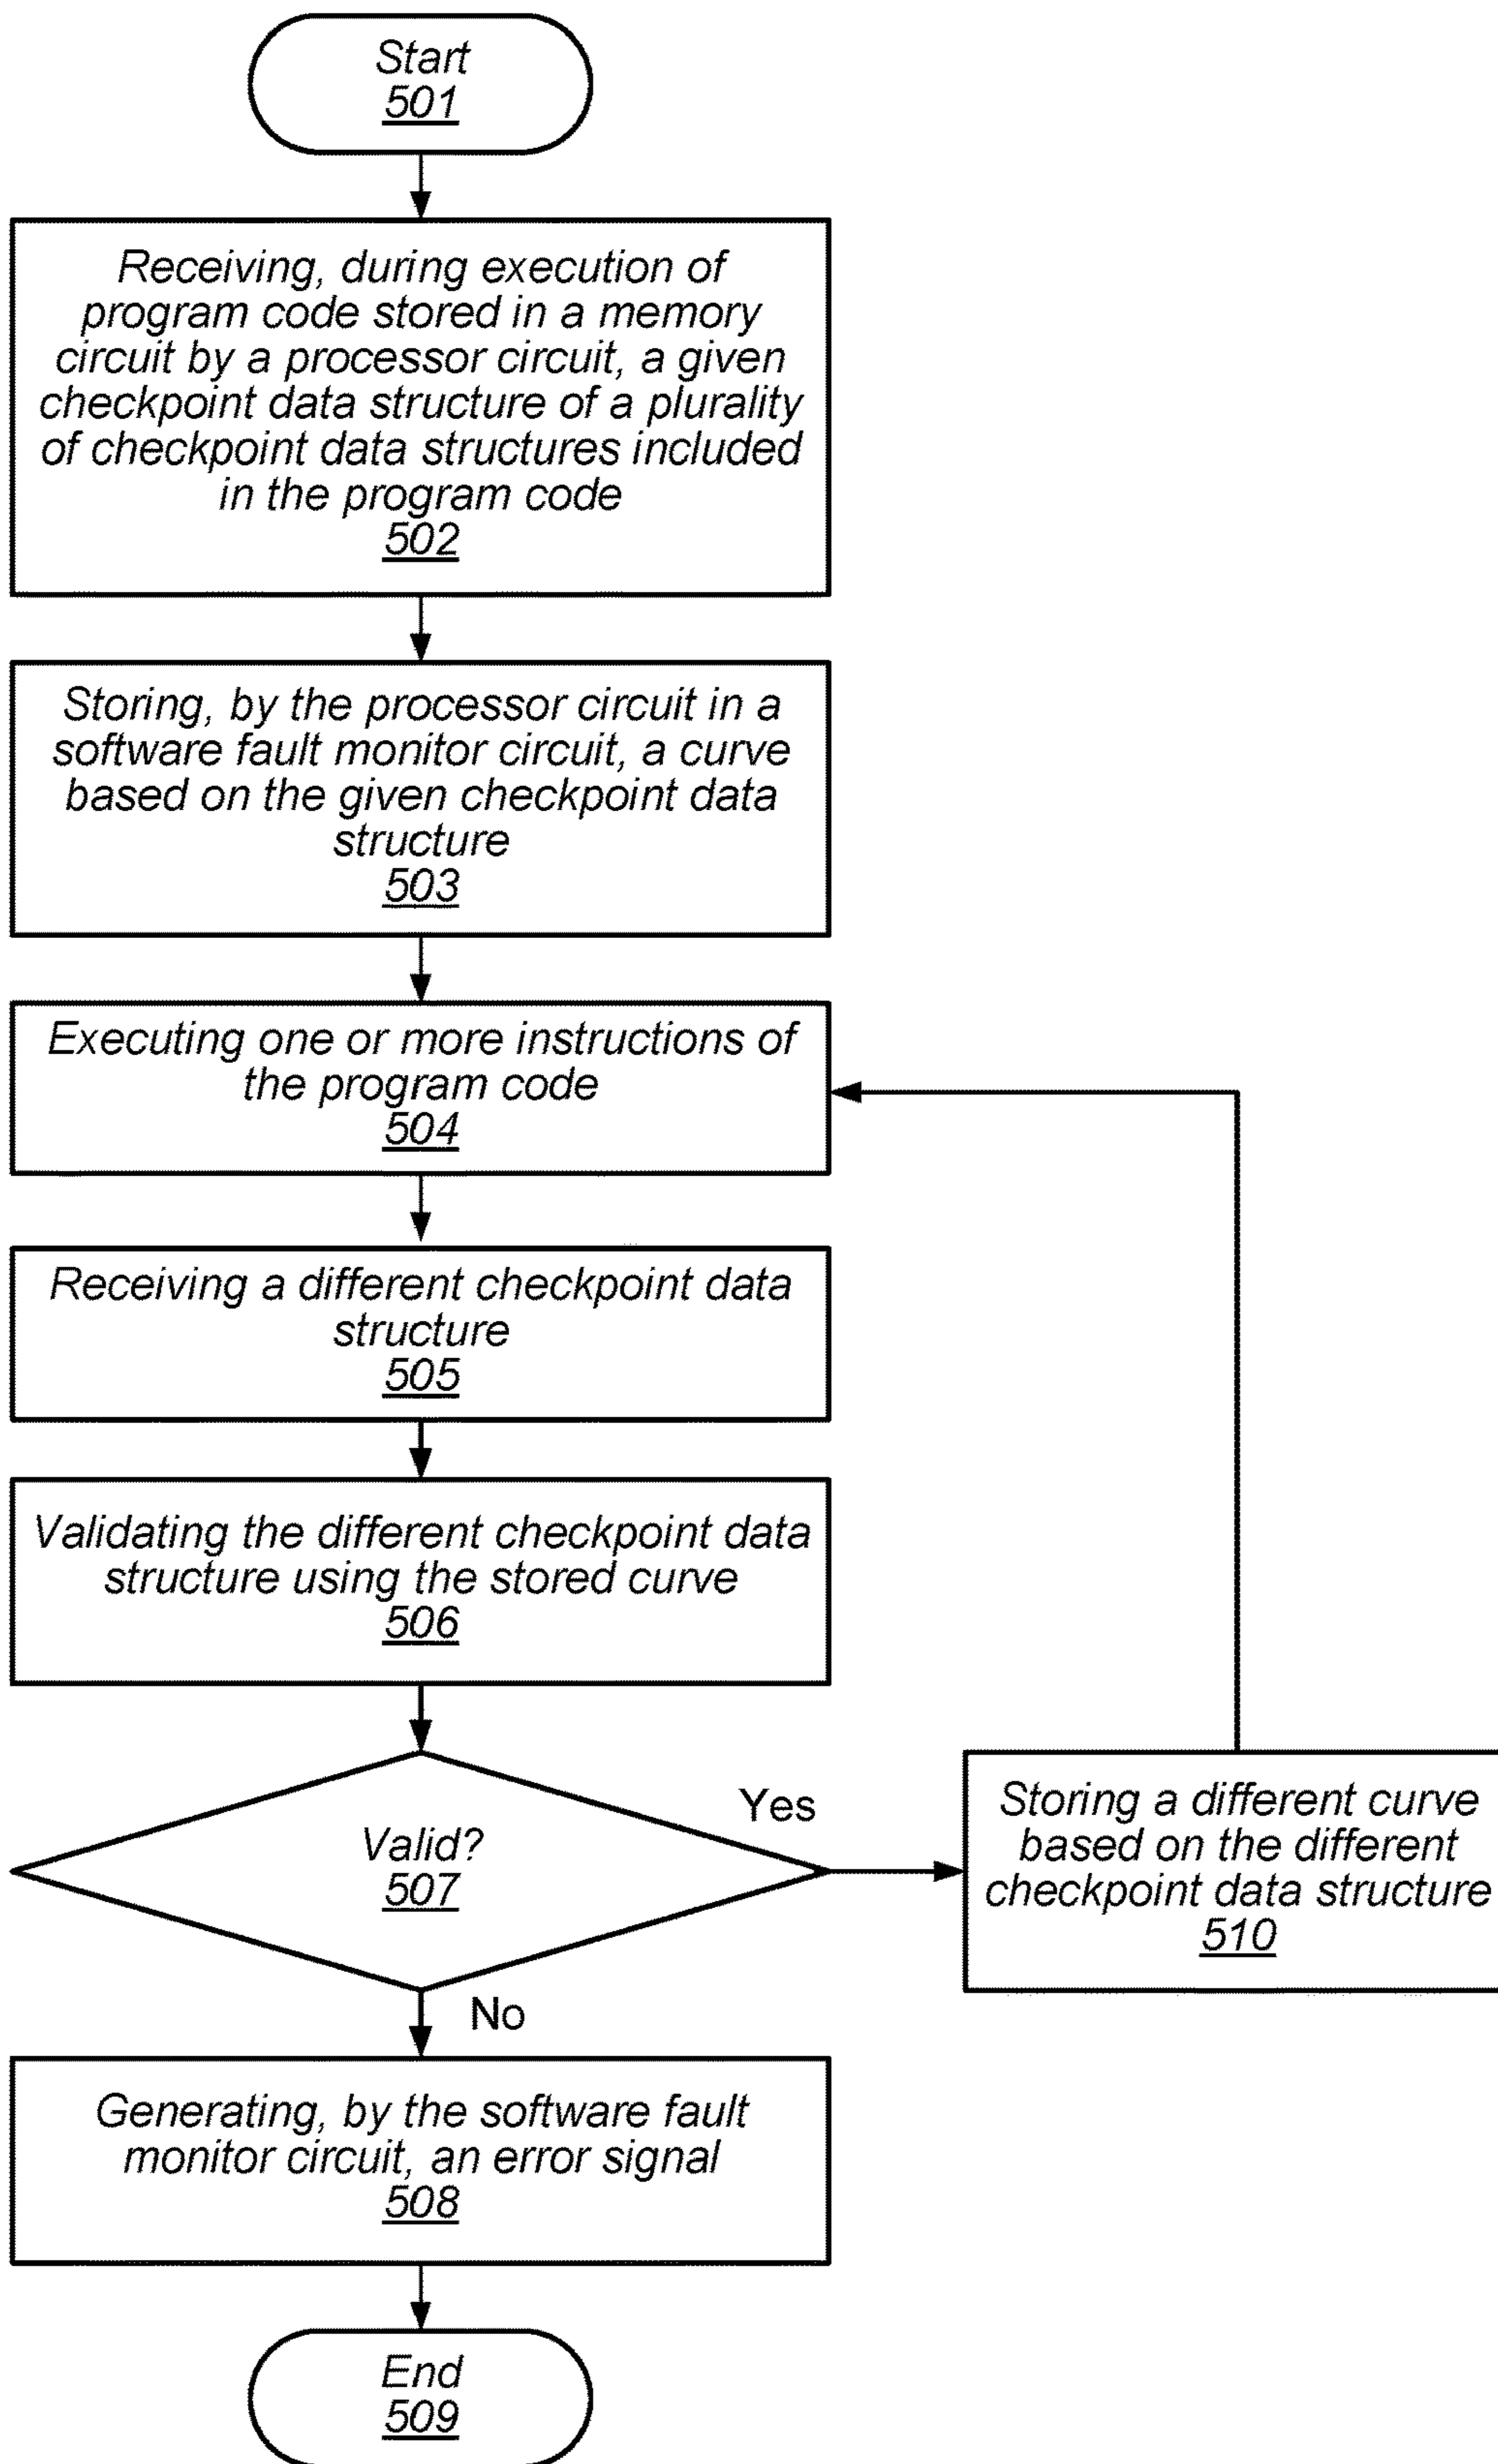 Start
501
Receiving, during execution of
program code stored in a memory
circuit by a processor circuit, a given
checkpoint data structure of a plurality
of checkpoint data structures included
in the program code
502
Storing, by the processor circuit in a
software fault monitor circuit, a curve
based on the given checkpoint data
structure
503
Executing one or more instructions of
the program code
504
Receiving a different checkpoint data
structure
505
Validating the different checkpoint data
structure using the stored curve
506
Valid?
507
Yes
Storing a different curve
based on the different
checkpoint data structure
510
No
Generating, by the software fault
monitor circuit, an error signal
508
End
509